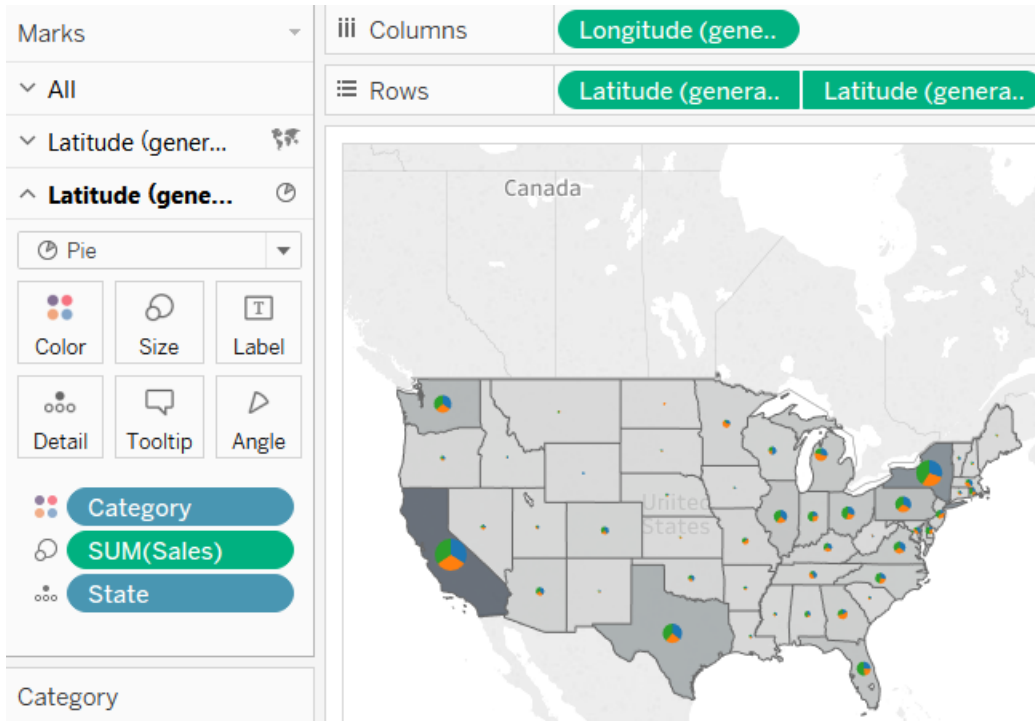 Marks
All
Latitude (gener...
Latitude (gene...
Pie
Color Size Label
Detail Tooltip Angle
Category
SUM(Sales)
State
Category
Columns Longitude (gene..
Rows Latitude (genera.. Latitude (genera..
Canada
United
States